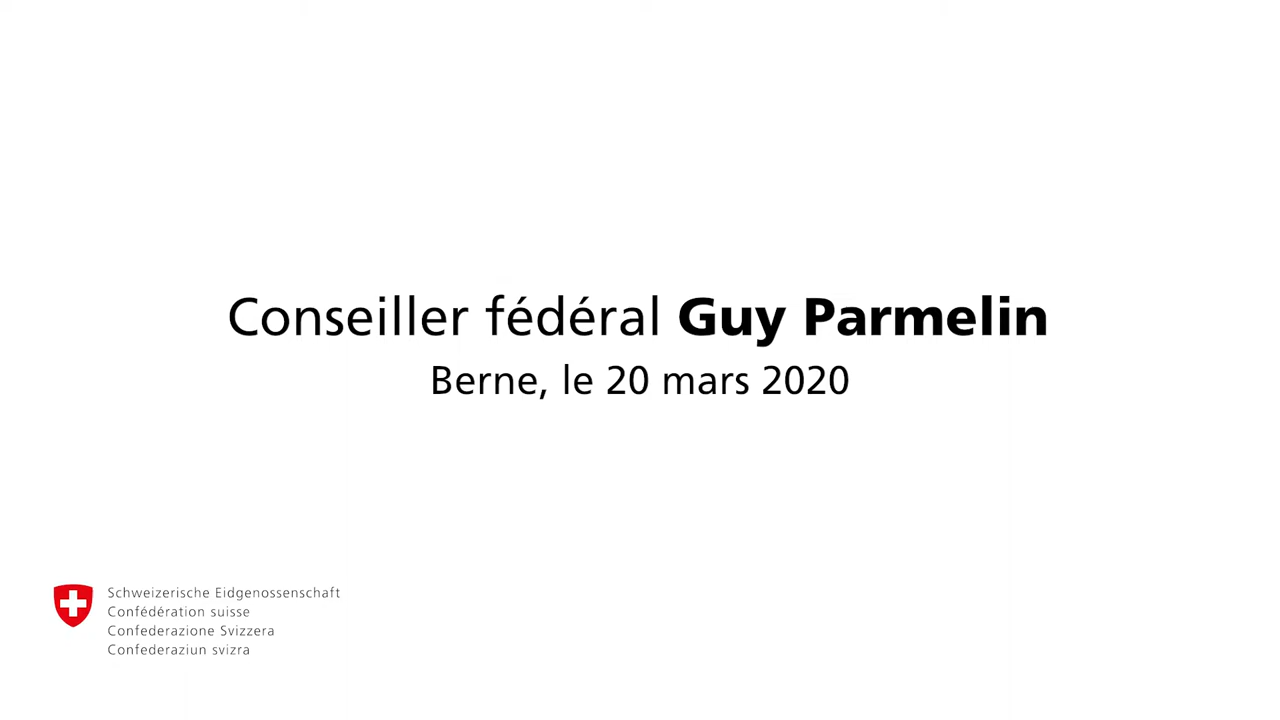 Conseiller fédéral Guy Parmelin
Berne, le 20 mars 2020
Schweizerische Eidgenossenschaft
Confédération suisse
Confederazione Svizzera
Confederaziun svizra